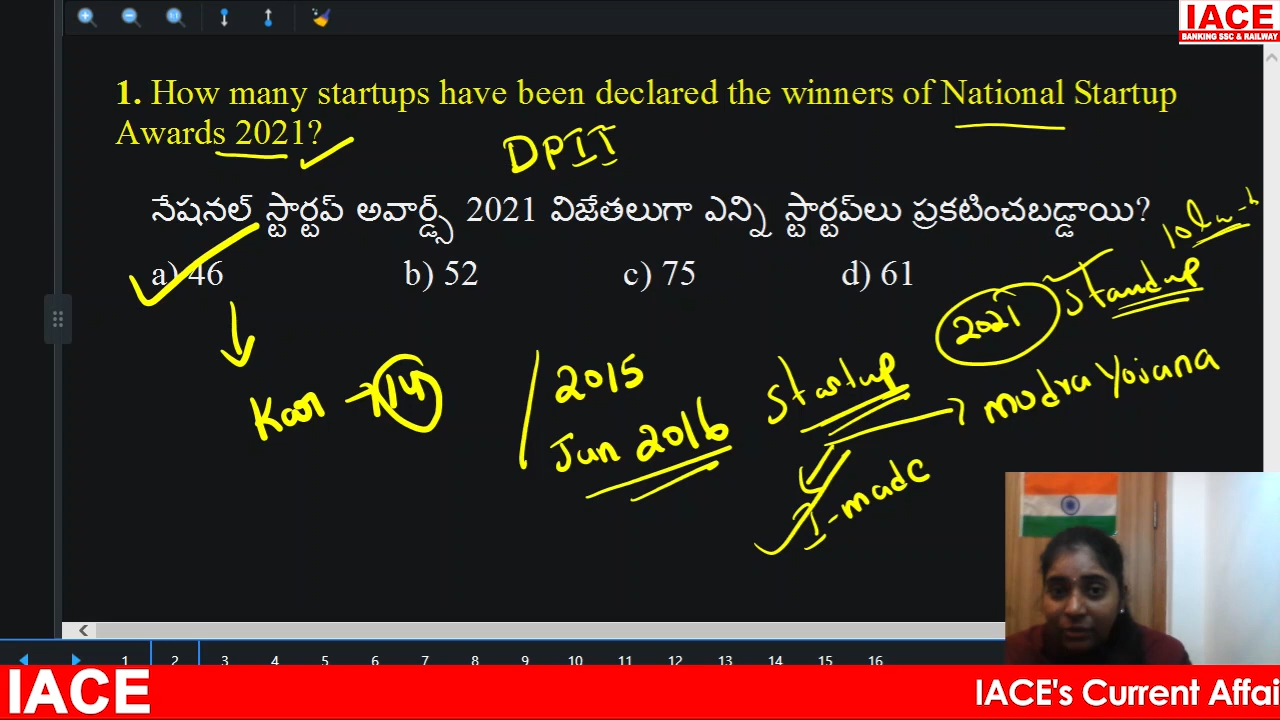 IACE
BANKING SSC & RAILWAY
1. How many startups have been declared the winners of National Startup
Awards 2021?
DPIIT
నేషనల్ స్టార్టప్ అవార్డ్స్ 2021 విజేతలుగా ఎన్ని స్టార్టప్‌లు ప్రకటించబడ్డాయి?
a) 46 b) 52 c) 75 d) 61
2021 Standup
Kar → 14
2015
Jun 2016
Startup
mudra Yojana
I-made
1 2 3 4 5 6 7 8 9 10 11 12 13 14 15 16
IACE
IACE's Current Affai